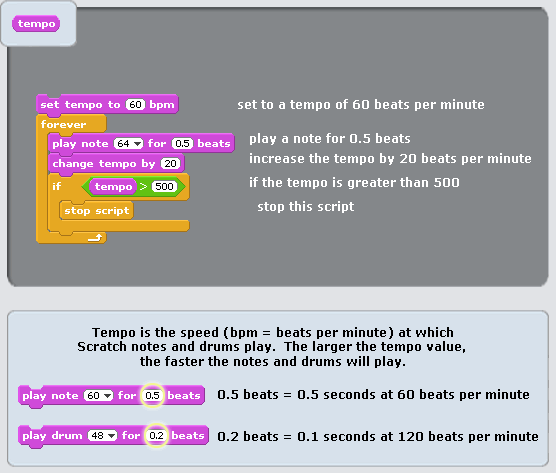 tempo
set tempo to 60 bpm
set to a tempo of 60 beats per minute
forever
play note 64 for 0.5 beats
play a note for 0.5 beats
change tempo by 20
increase the tempo by 20 beats per minute
if tempo > 500
if the tempo is greater than 500
stop script
stop this script
Tempo is the speed (bpm = beats per minute) at which
Scratch notes and drums play. The larger the tempo value,
the faster the notes and drums will play.
play note 60 for 0.5 beats
0.5 beats = 0.5 seconds at 60 beats per minute
play drum 48 for 0.2 beats
0.2 beats = 0.1 seconds at 120 beats per minute